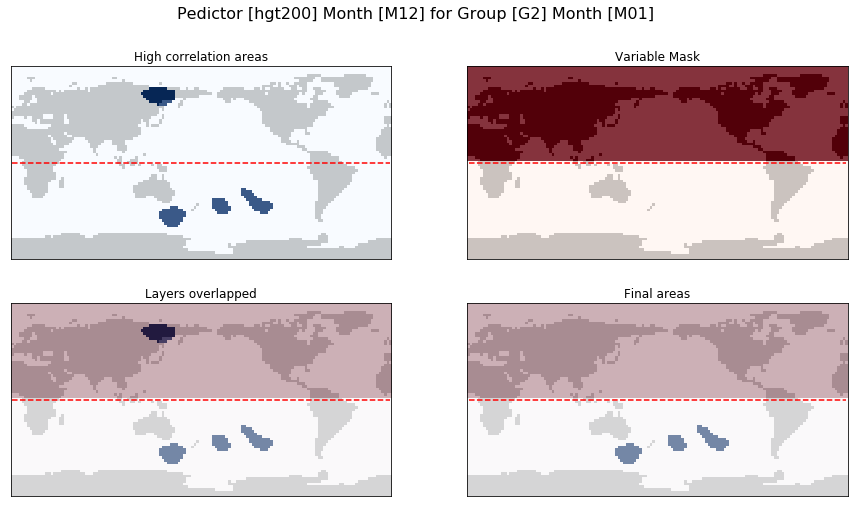 Pedictor [hgt200] Month [M12] for Group [G2] Month [M01]
High correlation areas
Variable Mask
Layers overlapped
Final areas